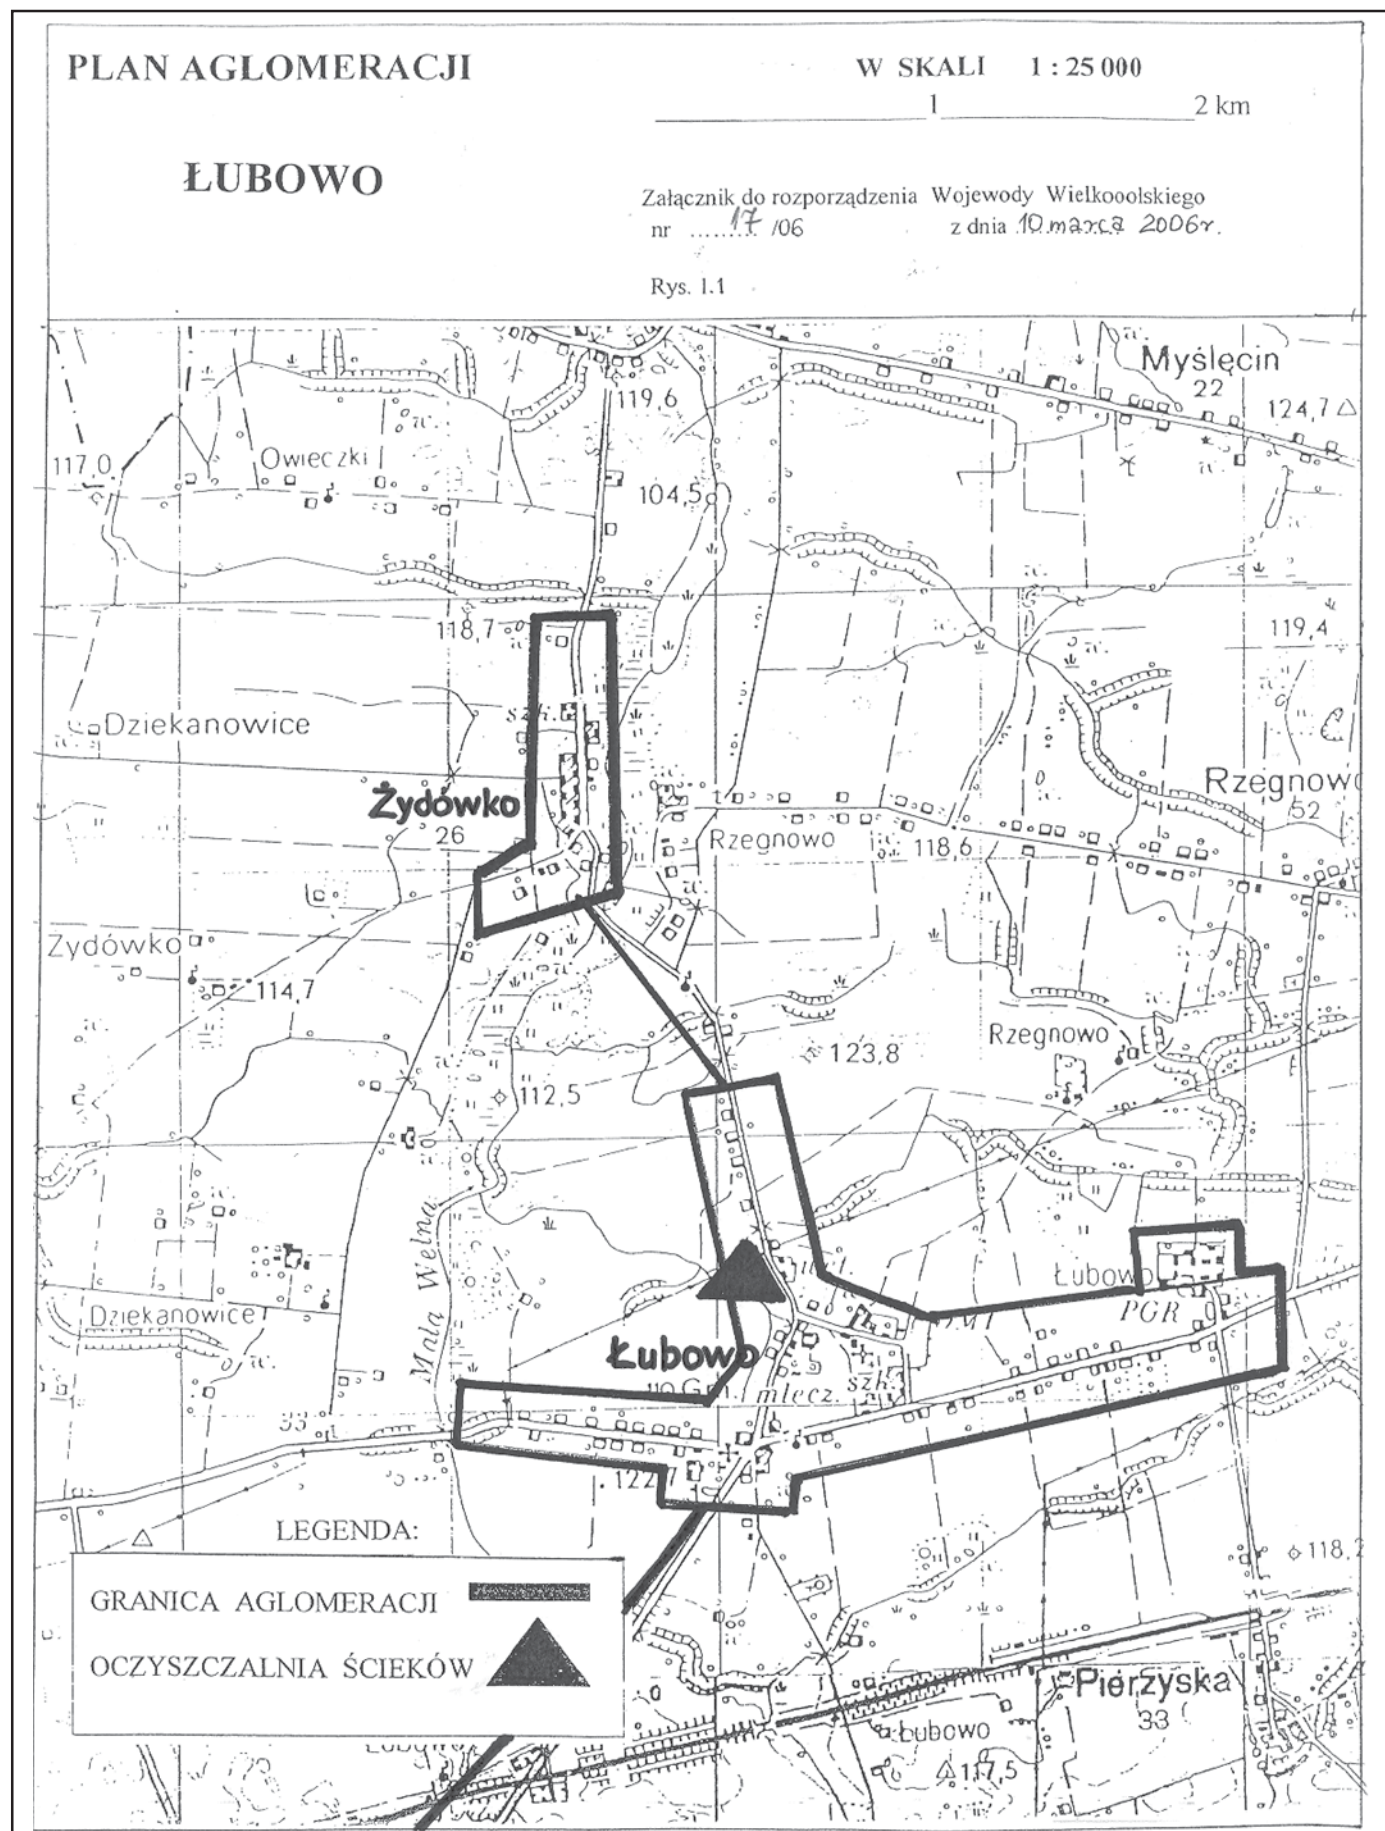 PLAN AGLOMERACJI
W SKALI 1 : 25 000
1 2 km
ŁUBOWO
Załącznik do rozporządzenia Wojewody Wielkooolskiego
nr ...17... /06 z dnia 10 marca 2006r.
Rys. 1.1
Myślęcin
22
119,6
124,7
Owieczki
117,0
104,5
118,7
119,4
szk.
Dziekanowice
Rzegnowo
52
Żydówko
26
Rzegnowo
118,6
Zydówko
114,7
Rzegnowo
123,8
112,5
Mała Wełna
Łubowo
PGR
Dziekanowice
Łubowo
110 G
mlecz.
szk.
33
122,7
LEGENDA:
118,2
GRANICA AGLOMERACJI
OCZYSZCZALNIA ŚCIEKÓW
Pierzyska
33
Łubowo
117,5